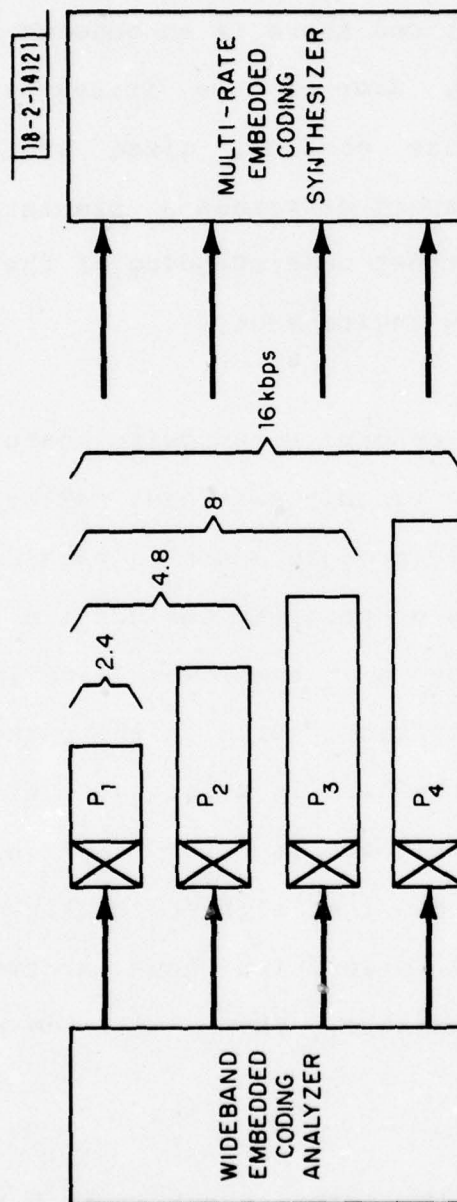 18-2-14121
WIDEBAND
EMBEDDED
CODING
ANALYZER
P1
P2
P3
P4
2.4
4.8
8
16 kbps
MULTI-RATE
EMBEDDED
CODING
SYNTHESIZER